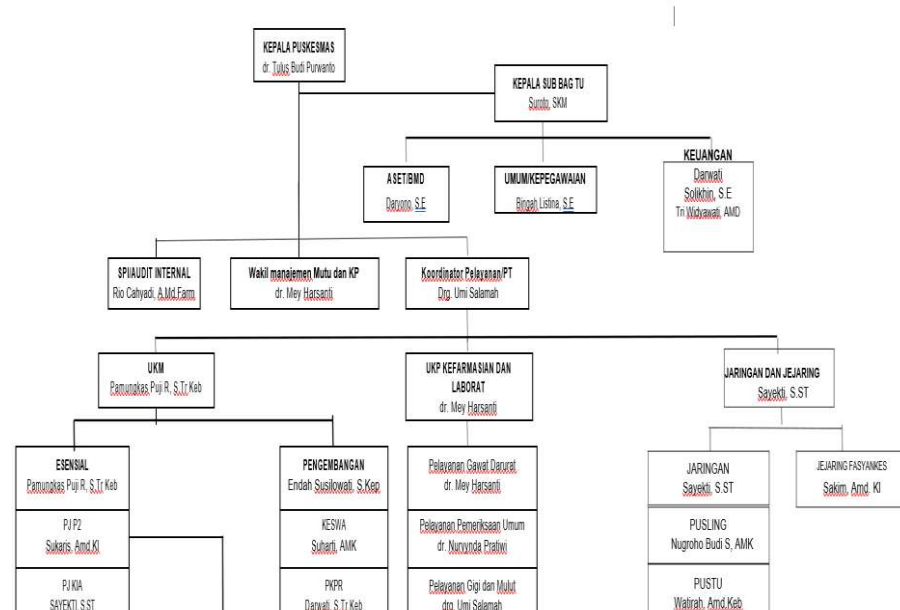 KEPALA PUSKESMAS
dr. Tulus Budi Purwanto
KEPALA SUB BAG TU
Suroto, SKM
ASET/BMD
Daryono, S.E
UMUM/KEPEGAWAIAN
Bingah Listina, S.E
KEUANGAN
Darwati
Solikhin, S.E
Tri Widyawati, AMD
SPI/AUDIT INTERNAL
Rio Cahyadi, A.Md.Farm
Wakil manajemen Mutu dan KP
dr. Mey Harsanti
Koordinator Pelayanan/PT
Drg. Umi Salamah
UKM
Pamungkas Puji R, S.Tr Keb
UKP KEFARMASIAN DAN
LABORAT
dr. Mey Harsanti
JARINGAN DAN JEJARING
Sayekti, S.ST
ESENSIAL
Pamungkas Puji R, S.Tr Keb
PJ P2
Sukaris, Amd.KI
PJ KIA
SAYEKTI, S.ST
PENGEMBANGAN
Endah Susilowati, S.Kep
KESWA
Suharti, AMK
PKPR
Darwati, S.Tr Keb
Pelayanan Gawat Darurat
dr. Mey Harsanti
Pelayanan Pemeriksaan Umum
dr. Nuryynda Pratiwi
Pelayanan Gigi dan Mulut
drg. Umi Salamah
JARINGAN
Sayekti, S.ST
PUSLING
Nugroho Budi S, AMK
PUSTU
Watirah, Amd.Keb
JEJARING FASYANKES
Sakim, Amd. KI